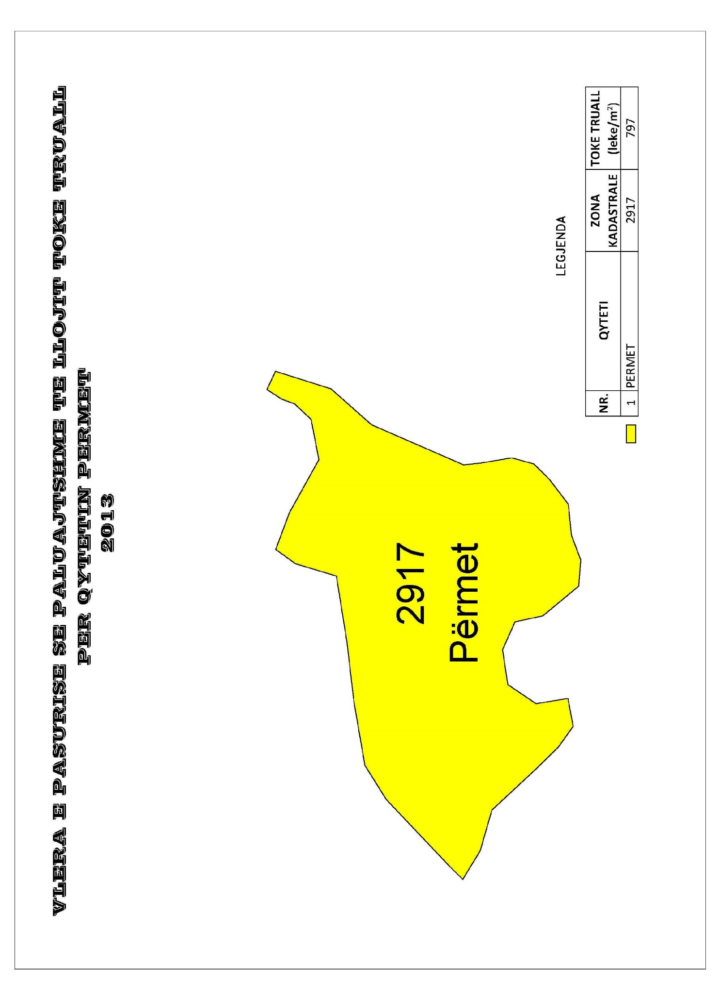 VLERA E PASURISE SE PALUAJTSHME TE LLOJIT TOKE TRUALL
PER QYTETIN PERMET
2013
2917
Përmet
LEGJENDA
NR. QYTETI ZONA KADASTRALE TOKE TRUALL (leke/m²)
1 PERMET 2917 797